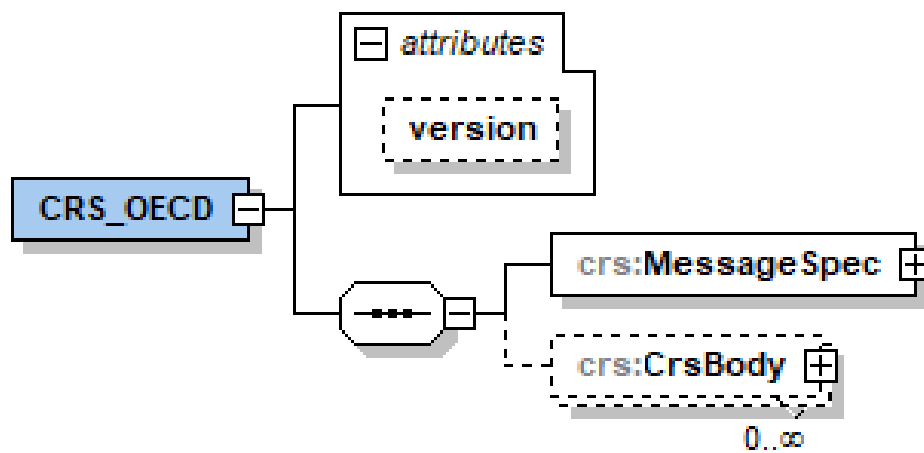 attributes
version
CRS_OECD
crs:MessageSpec
crs:CrsBody
0..∞